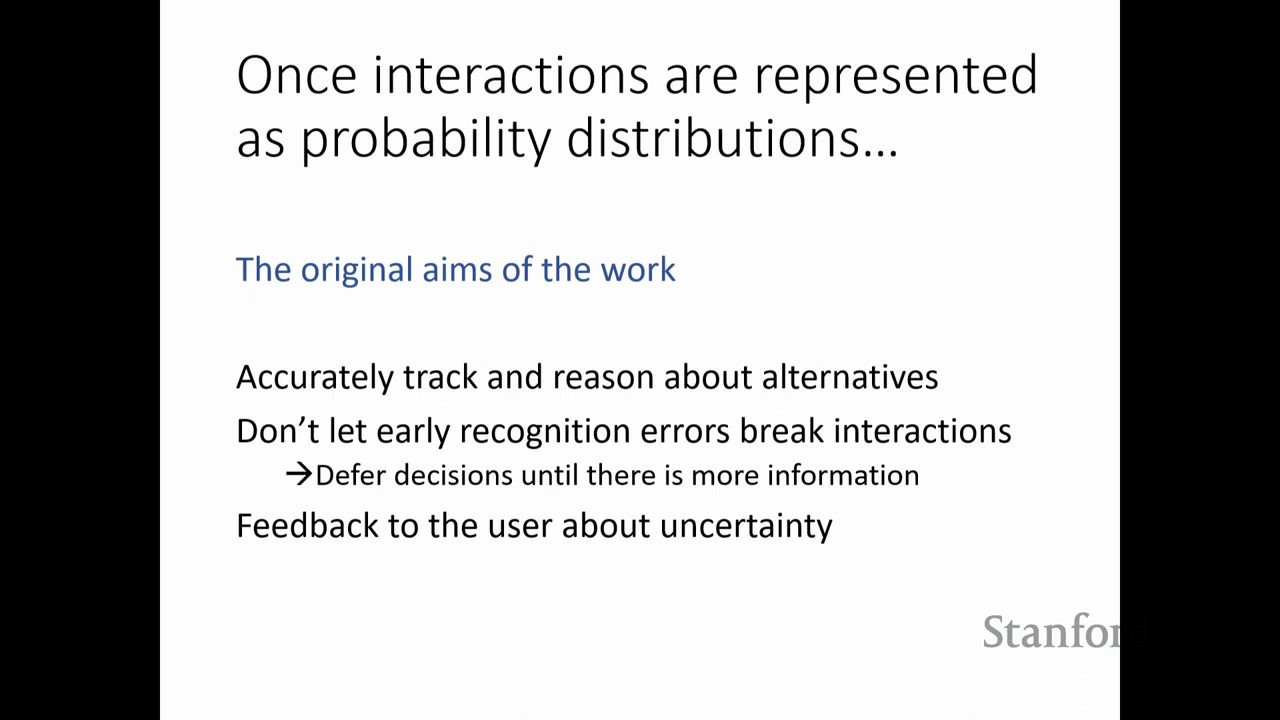 Once interactions are represented
as probability distributions…
The original aims of the work
Accurately track and reason about alternatives
Don’t let early recognition errors break interactions
→Defer decisions until there is more information
Feedback to the user about uncertainty
Stanford